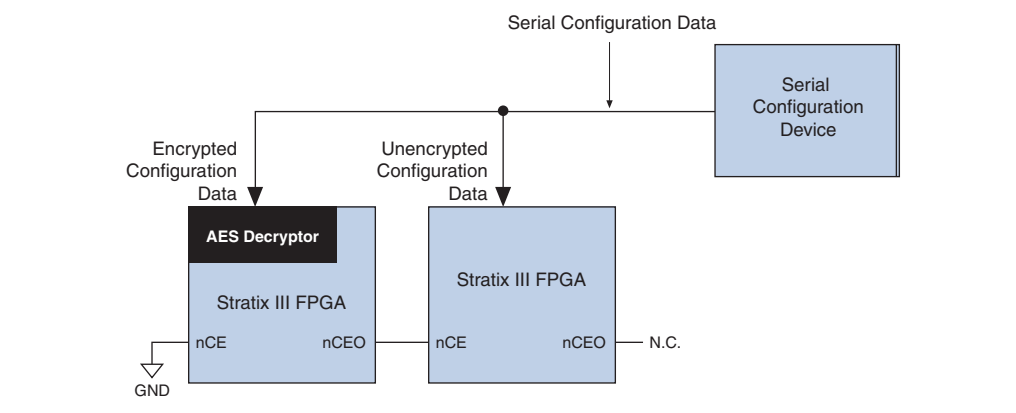 Serial Configuration Data
Serial
Configuration
Device
Encrypted
Configuration
Data
Unencrypted
Configuration
Data
AES Decryptor
Stratix III FPGA
nCE
nCEO
Stratix III FPGA
nCE
nCEO
N.C.
GND